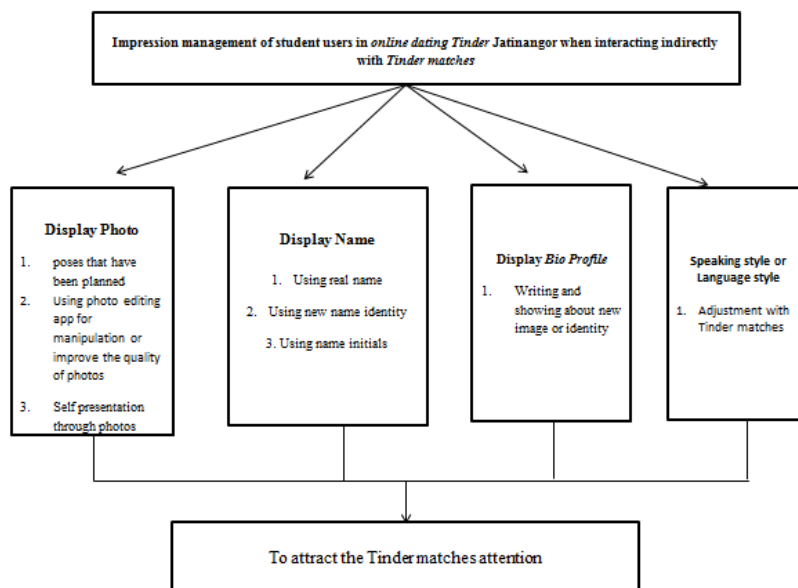 Impression management of student users in online dating Tinder Jatinangor when interacting indirectly
with Tinder matches
Display Photo
1. poses that have
been planned
2. Using photo editing
app for
manipulation or
improve the quality
of photos
3. Self presentation
through photos
Display Name
1. Using real name
2. Using new name identity
3. Using name initials
Display Bio Profile
1. Writing and
showing about new
image or identity
Speaking style or
Language style
1. Adjustment with
Tinder matches
To attract the Tinder matches attention